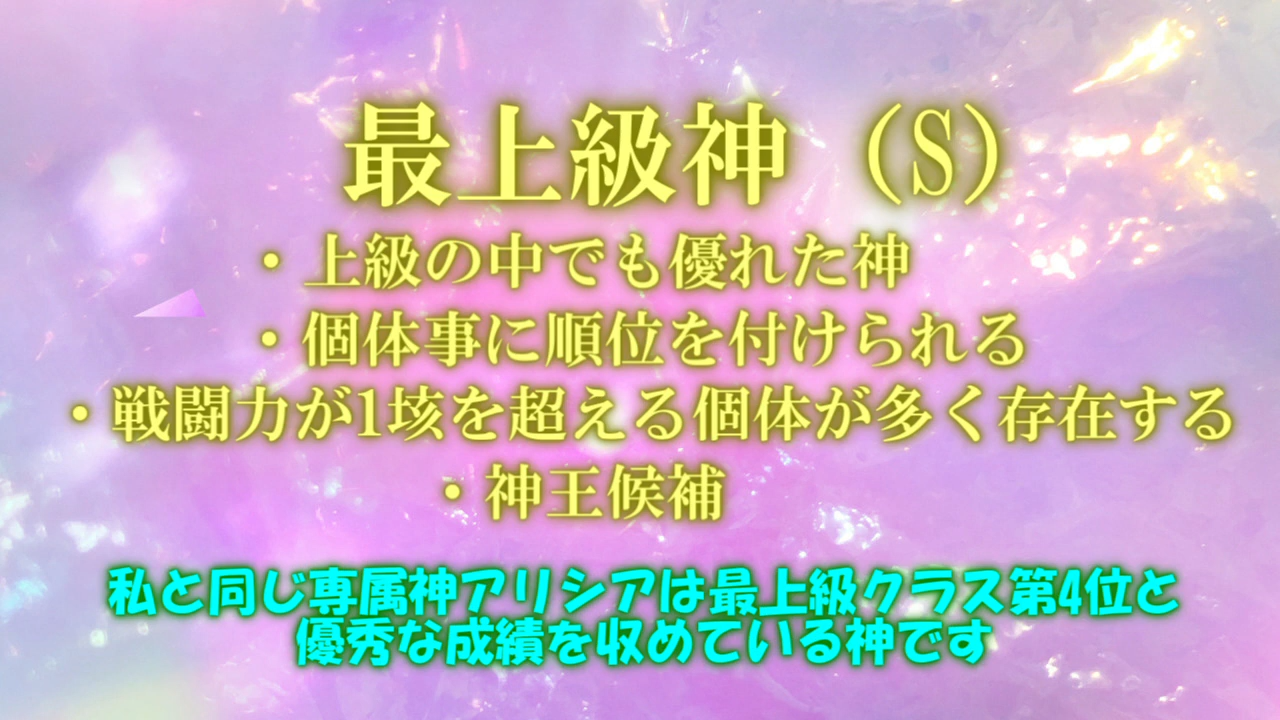 最上級神（S）
・上級の中でも優れた神
・個体事に順位を付けられる
・戦闘力が1垓を超える個体が多く存在する
・神王候補
私と同じ専属神アリシアは最上級クラス第4位と
優秀な成績を収めている神です